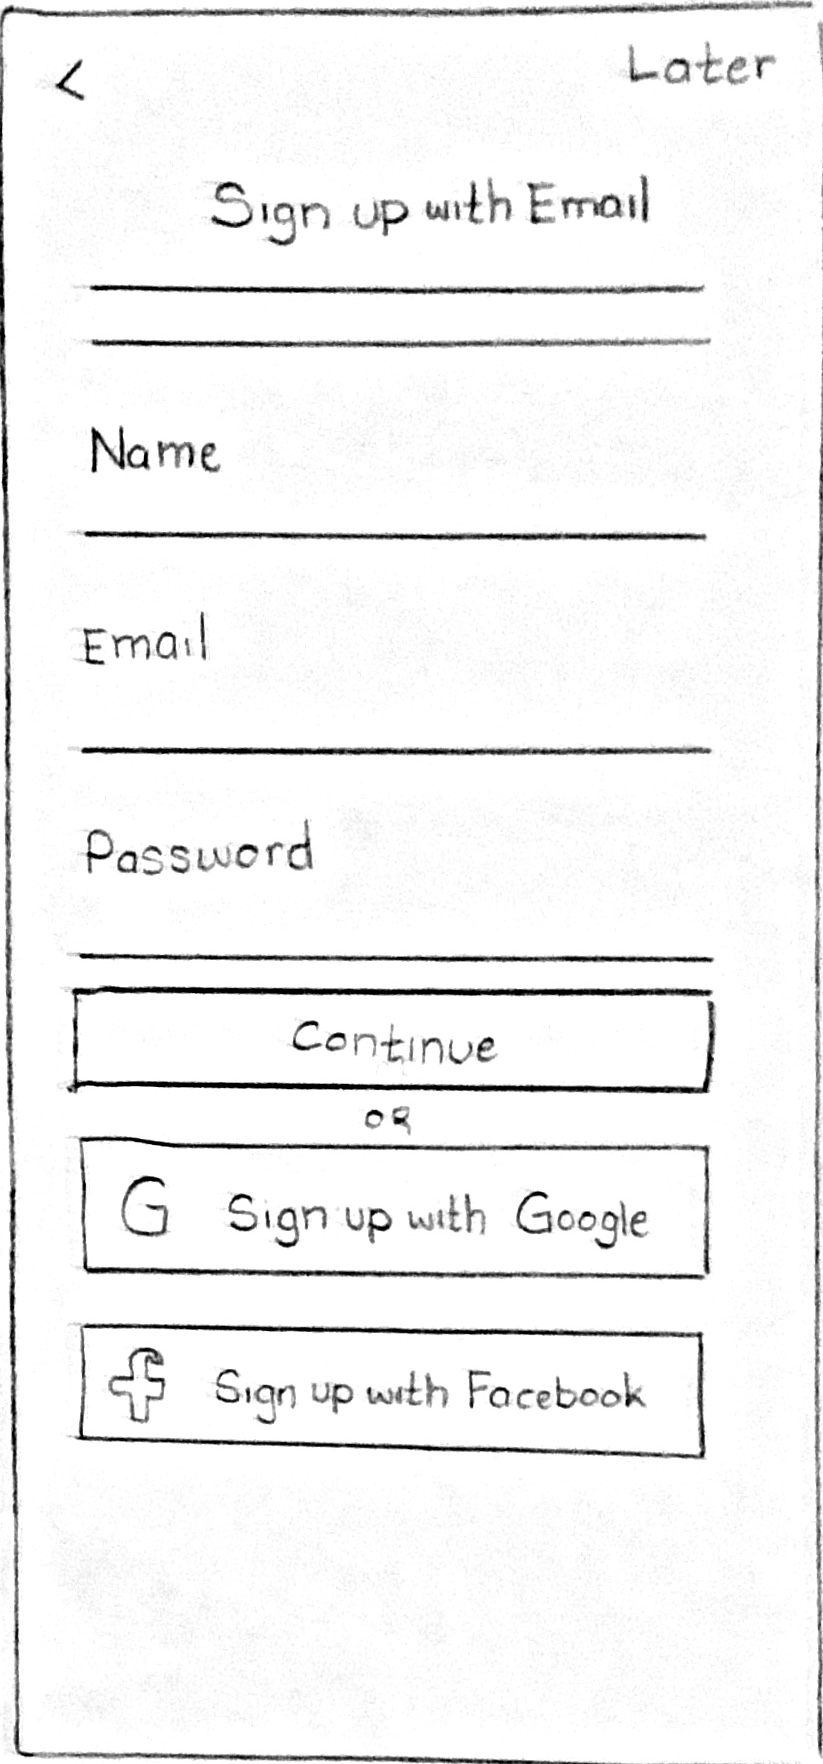 <
Later
Sign up with Email
Name
Email
Password
Continue
OR
G Sign up with Google
f Sign up with Facebook